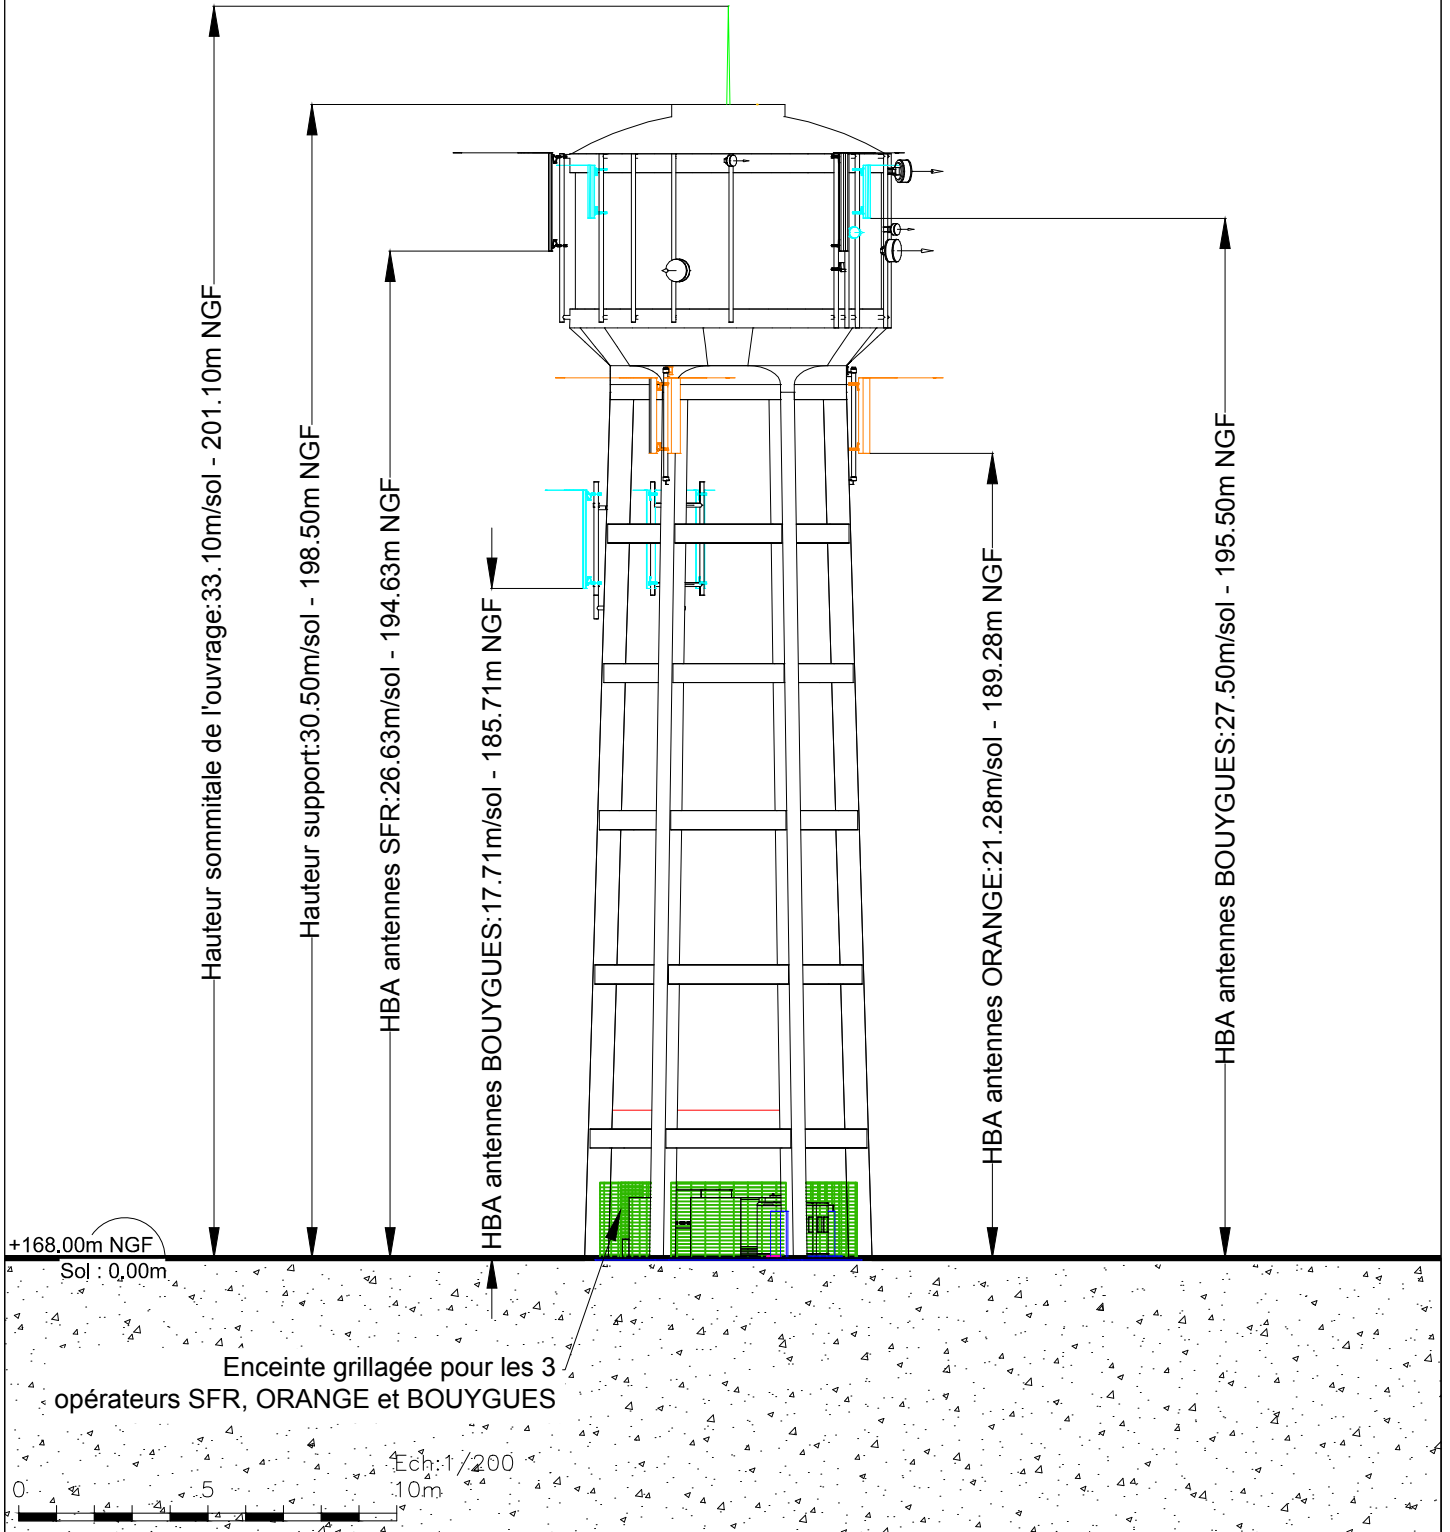 Hauteur sommitale de l'ouvrage:33.10m/sol - 201.10m NGF
Hauteur support:30.50m/sol - 198.50m NGF
HBA antennes SFR:26.63m/sol - 194.63m NGF
HBA antennes BOUYGUES:17.71m/sol - 185.71m NGF
HBA antennes ORANGE:21.28m/sol - 189.28m NGF
HBA antennes BOUYGUES:27.50m/sol - 195.50m NGF
+168.00m NGF
Sol : 0.00m
Enceinte grillagée pour les 3
opérateurs SFR, ORANGE et BOUYGUES
Ech:1/200
0 5 10m